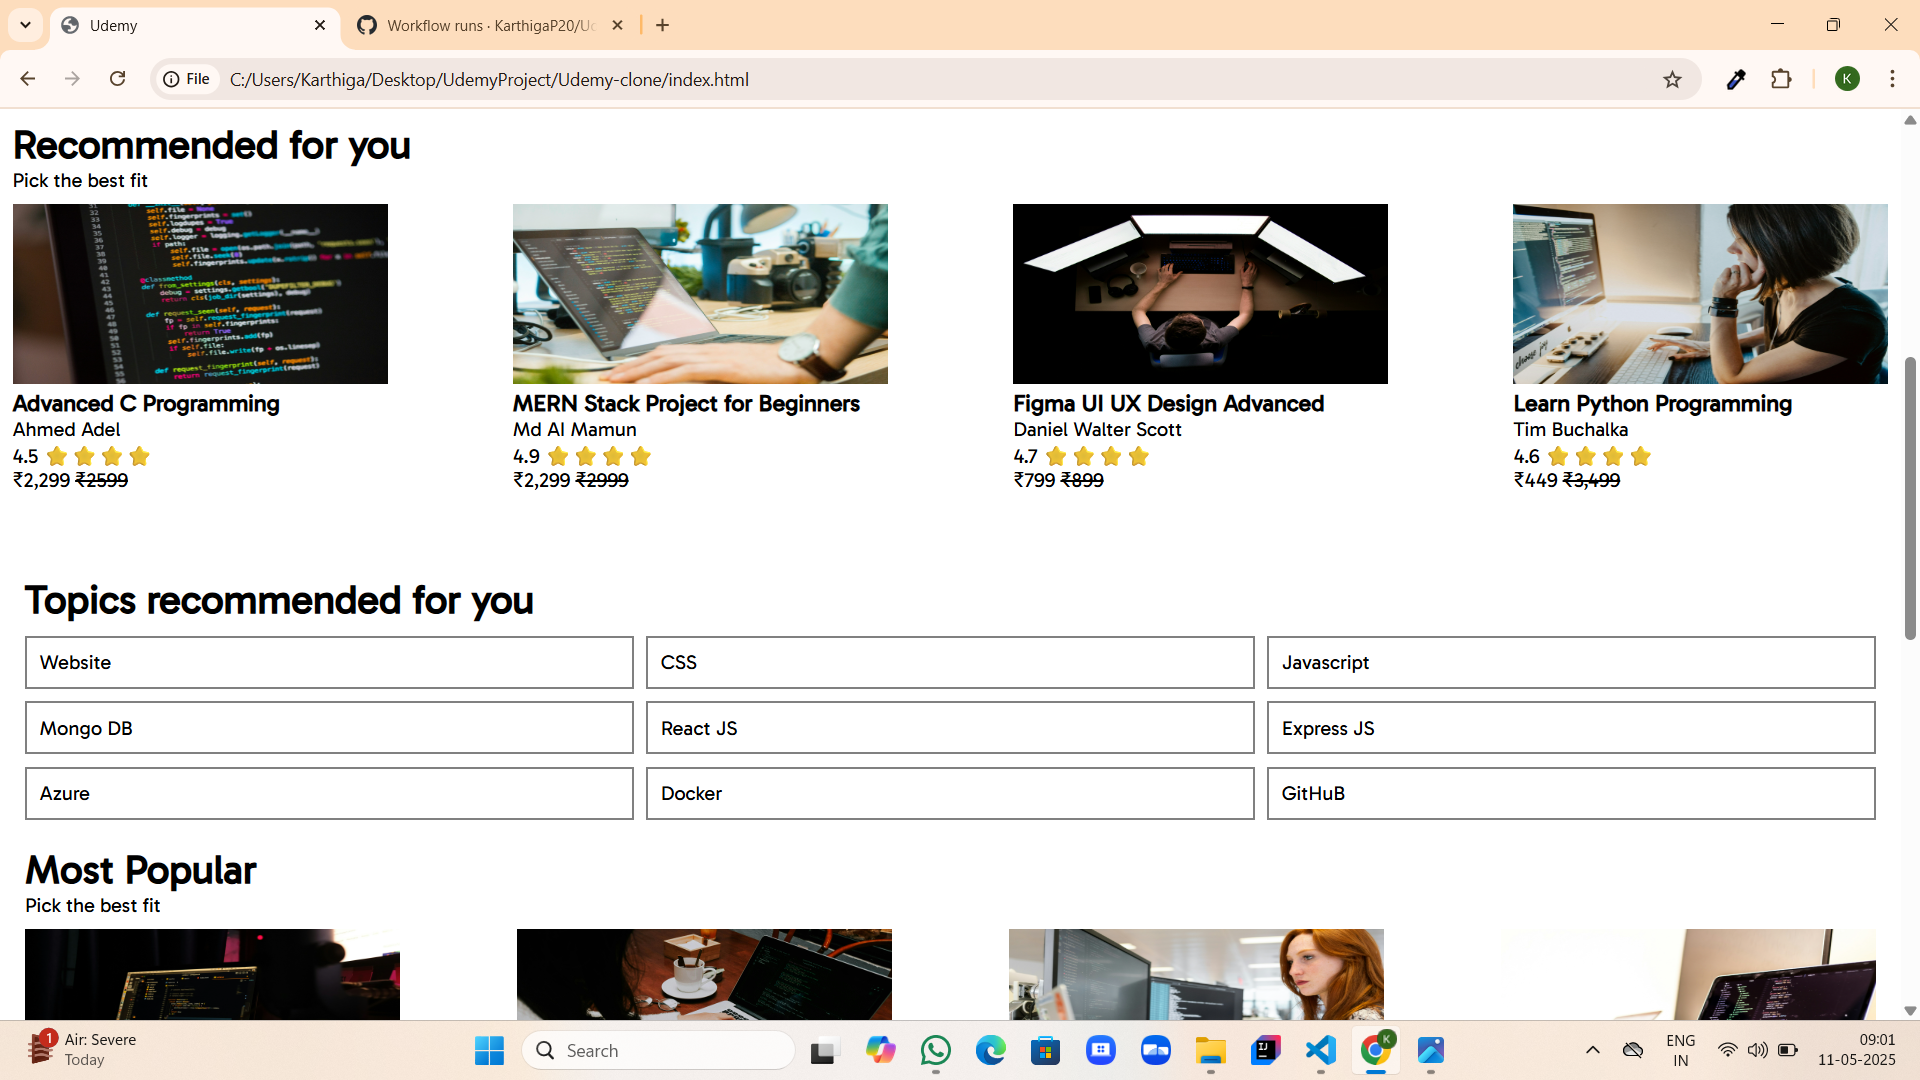 Udemy
Workflow runs · KarthigaP20/Ud
File
C:/Users/Karthiga/Desktop/UdemyProject/Udemy-clone/index.html
K
Recommended for you
Pick the best fit
Advanced C Programming
Ahmed Adel
4.5 ⭐ ⭐ ⭐ ⭐
₹2,299 ₹2599
MERN Stack Project for Beginners
Md AI Mamun
4.9 ⭐ ⭐ ⭐ ⭐
₹2,299 ₹2999
Figma UI UX Design Advanced
Daniel Walter Scott
4.7 ⭐ ⭐ ⭐ ⭐
₹799 ₹899
Learn Python Programming
Tim Buchalka
4.6 ⭐ ⭐ ⭐ ⭐
₹449 ₹3,499
Topics recommended for you
Website
CSS
Javascript
Mongo DB
React JS
Express JS
Azure
Docker
GitHuB
Most Popular
Pick the best fit
1
Air: Severe
Today
Search
K
ENG
IN
09:01
11-05-2025